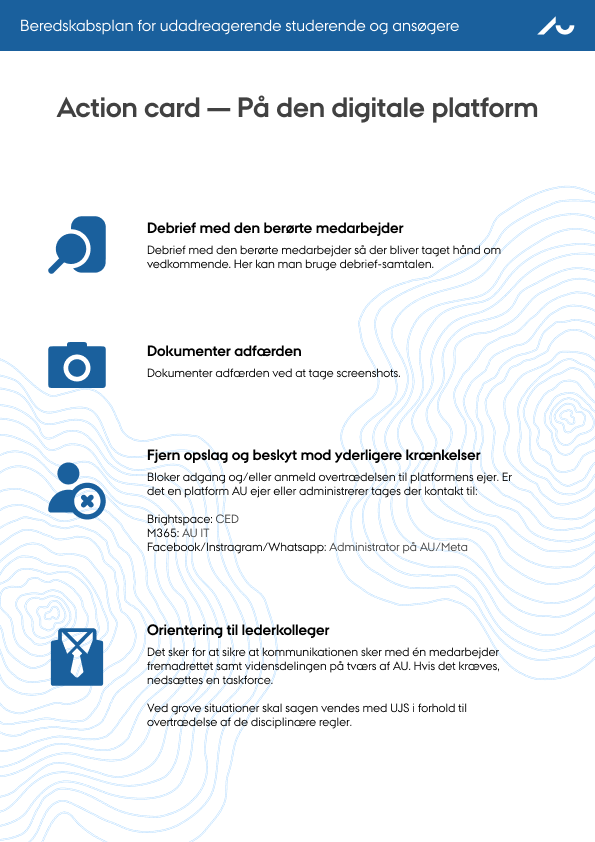 Beredskabsplan for udadreagerende studerende og ansøgere
Action card — På den digitale platform
Debrief med den berørte medarbejder
Debrief med den berørte medarbejder så der bliver taget hånd om
vedkommende. Her kan man bruge debrief-samtalen.
Dokumenter adfærden
Dokumenter adfærden ved at tage screenshots.
Fjern opslag og beskyt mod yderligere krænkelser
Bloker adgang og/eller anmeld overtrædelsen til platformens ejer. Er
det en platform AU ejer eller administrerer tages der kontakt til:
Brightspace: CED
M365: AU IT
Facebook/Instragram/Whatsapp: Administrator på AU/Meta
Orientering til lederkolleger
Det sker for at sikre at kommunikationen sker med én medarbejder
fremadrettet samt vidensdelingen på tværs af AU. Hvis det kræves,
nedsættes en taskforce.
Ved grove situationer skal sagen vendes med UJS i forhold til
overtrædelse af de disciplinære regler.